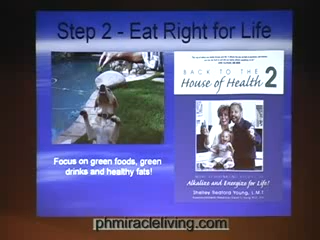 Step 2 - Eat Right for Life
BACK TO THE
House of Health 2
Focus on green foods, green
drinks and healthy fats!
Alkalize and Energize for Life!
Shelley Redford Young, L.M.T.
phmiracleliving.com